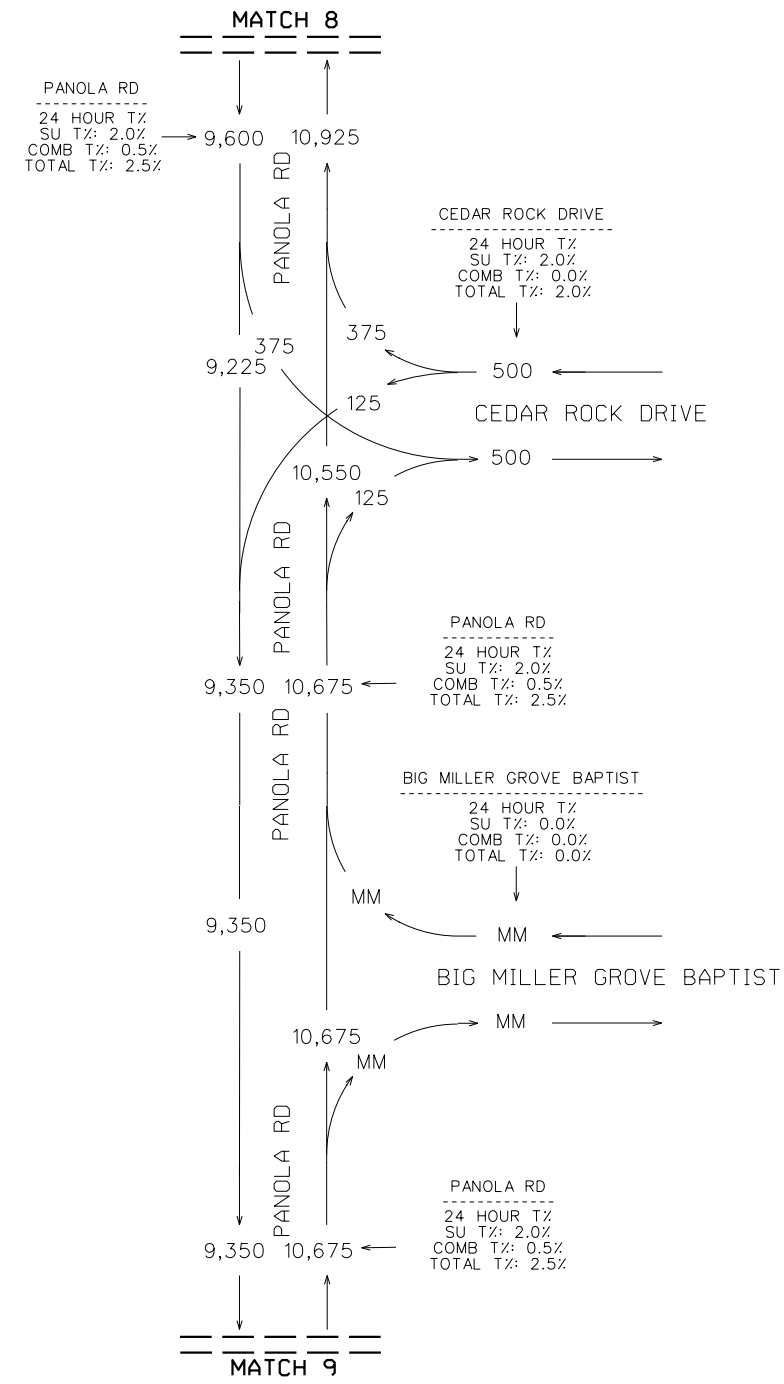 MATCH 8
PANOLA RD
24 HOUR T%
SU T%: 2.0%
COMB T%: 0.5%
TOTAL T%: 2.5%
9,600 10,925
PANOLA RD
CEDAR ROCK DRIVE
24 HOUR T%
SU T%: 2.0%
COMB T%: 0.0%
TOTAL T%: 2.0%
375
375
9,225
500
125
CEDAR ROCK DRIVE
500
10,550
125
PANOLA RD
PANOLA RD
24 HOUR T%
SU T%: 2.0%
COMB T%: 0.5%
TOTAL T%: 2.5%
9,350 10,675
PANOLA RD
BIG MILLER GROVE BAPTIST
24 HOUR T%
SU T%: 0.0%
COMB T%: 0.0%
TOTAL T%: 0.0%
MM
9,350
MM
BIG MILLER GROVE BAPTIST
MM
10,675
MM
PANOLA RD
PANOLA RD
24 HOUR T%
SU T%: 2.0%
COMB T%: 0.5%
TOTAL T%: 2.5%
9,350 10,675
MATCH 9